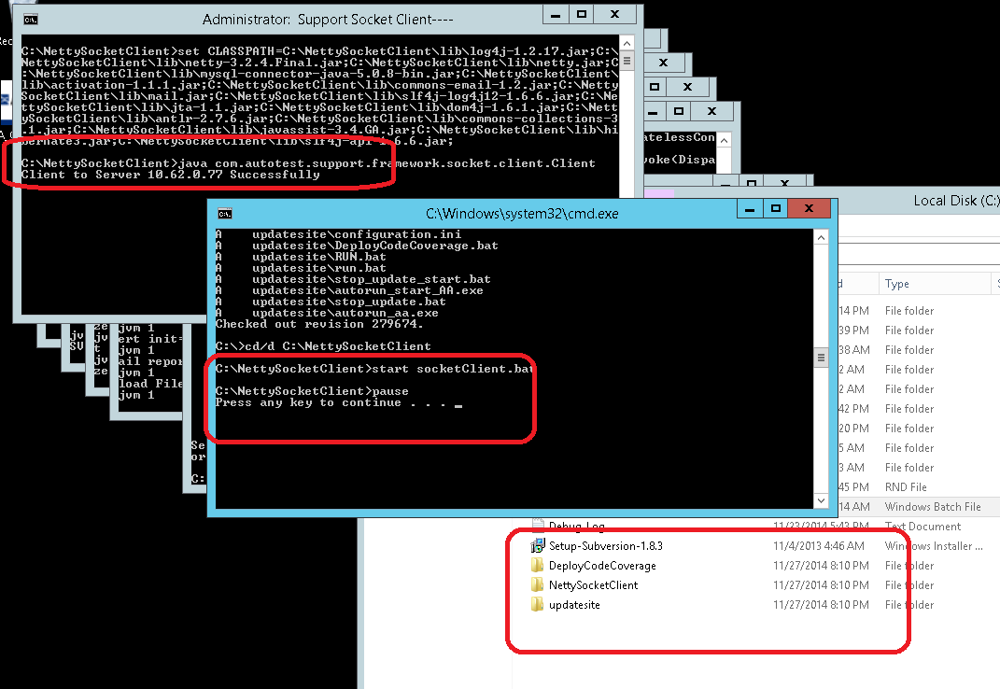 Administrator: Support Socket Client----
C:\NettySocketClient>set CLASSPATH=C:\NettySocketClient\lib\log4j-1.2.17.jar;C:\
NettySocketClient\lib\netty-3.2.4.Final.jar;C:\NettySocketClient\lib\netty.jar;C
:\NettySocketClient\lib\mysql-connector-java-5.0.8-bin.jar;C:\NettySocketClient\
lib\activation-1.1.1.jar;C:\NettySocketClient\lib\commons-email-1.2.jar;C:\Netty
SocketClient\lib\mail.jar;C:\NettySocketClient\lib\slf4j-log4j12-1.6.6.jar;C:\Ne
ttySocketClient\lib\jta-1.1.jar;C:\NettySocketClient\lib\dom4j-1.6.1.jar;C:\Nett
ySocketClient\lib\antlr-2.7.6.jar;C:\NettySocketClient\lib\commons-collections-3
.1.jar;C:\NettySocketClient\lib\javassist-3.4.GA.jar;C:\NettySocketClient\lib\hi
bernate3.jar;C:\NettySocketClient\lib\slf4j-api-1.6.6.jar;
C:\NettySocketClient>java com.autotest.support.framework.socket.client.Client
Client to Server 10.62.0.77 Successfully
atelessCon
voke(Dispa
Local Disk (C:)
C:\Windows\system32\cmd.exe
A updatesite\configuration.ini
A updatesite\DeployCodeCoverage.bat
A updatesite\RUN.bat
A updatesite\run.bat
A updatesite\stop_update_start.bat
A updatesite\autorun_start_AA.exe
A updatesite\stop_update.bat
A updatesite\autorun_aa.exe
Checked out revision 279674.
C:\>cd/d C:\NettySocketClient
C:\NettySocketClient>start socketClient.bat
C:\NettySocketClient>pause
Press any key to continue . . . _
jvm 1
ert init=
jvm 1
ail repor
jvm 1
load File
jvm 1
Se
or
C:
d Type
14 PM File folder
39 PM File folder
38 AM File folder
2 AM File folder
2 AM File folder
42 PM File folder
20 PM File folder
5 AM File folder
3 AM File folder
45 PM RND File
14 AM Windows Batch File
Debug_Log 11/23/2014 5:43 PM Text Document
Setup-Subversion-1.8.3 11/4/2013 4:46 AM Windows Installer ...
DeployCodeCoverage 11/27/2014 8:10 PM File folder
NettySocketClient 11/27/2014 8:10 PM File folder
updatesite 11/27/2014 8:10 PM File folder